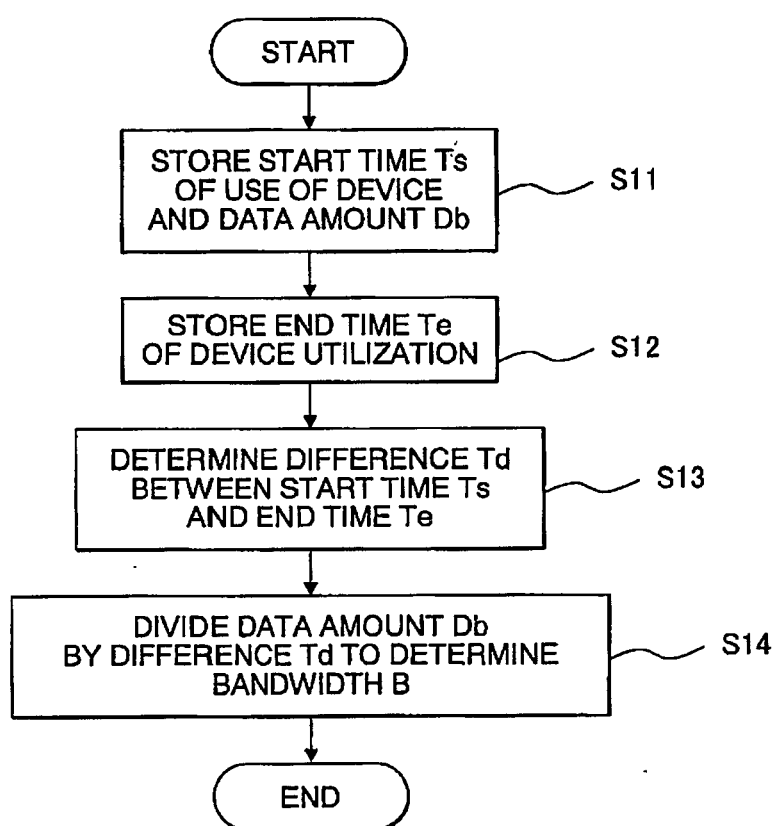 START
STORE START TIME Ts
OF USE OF DEVICE
AND DATA AMOUNT Db
S11
STORE END TIME Te
OF DEVICE UTILIZATION
S12
DETERMINE DIFFERENCE Td
BETWEEN START TIME Ts
AND END TIME Te
S13
DIVIDE DATA AMOUNT Db
BY DIFFERENCE Td TO DETERMINE
BANDWIDTH B
S14
END